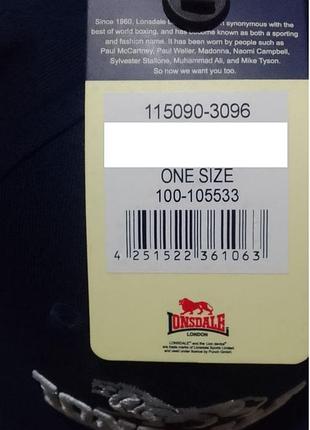 Since 1960, Lonsdale synonymous with the
best of world boxing, and has become known as both a sporting
and fashion name. It has been worn by people such as
Paul McCartney, Paul Weller, Madonna, Naomi Campbell,
Sylvester Stallone, Muhammad Ali, and Mike Tyson.
So now we want you too.
115090-3096
ONE SIZE
100-105533
4 251522 361063
LONSDALE
LONDON
LONSDALE® and the Lion device®
are trade marks of Lonsdale Sports Limited
and used under licence by Punch GmbH.